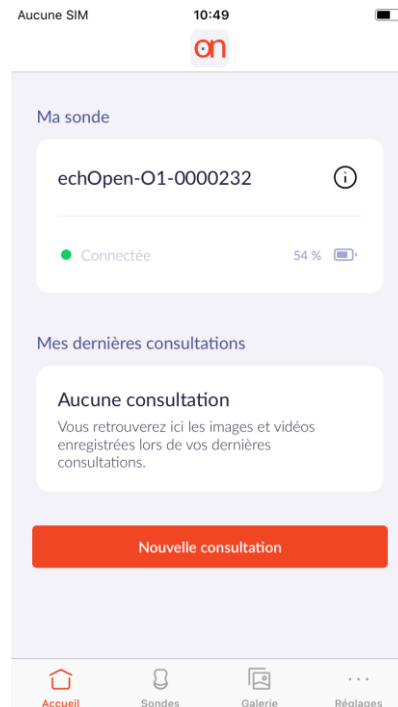 Aucune SIM 10:49
on
Ma sonde
echOpen-O1-0000232
Connectée 54 %
Mes dernières consultations
Aucune consultation
Vous retrouverez ici les images et vidéos
enregistrées lors de vos dernières
consultations.
Nouvelle consultation
Accueil Sondes Galerie Réglages